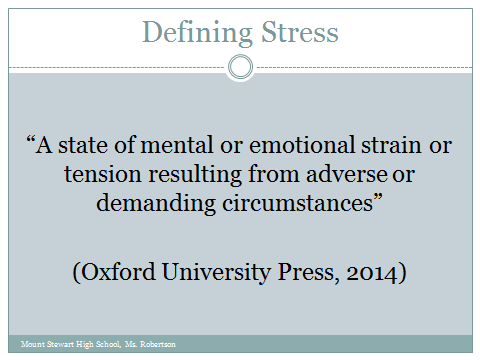 Defining Stress
“A state of mental or emotional strain or
tension resulting from adverse or
demanding circumstances”
(Oxford University Press, 2014)
Mount Stewart High School, Ms. Robertson